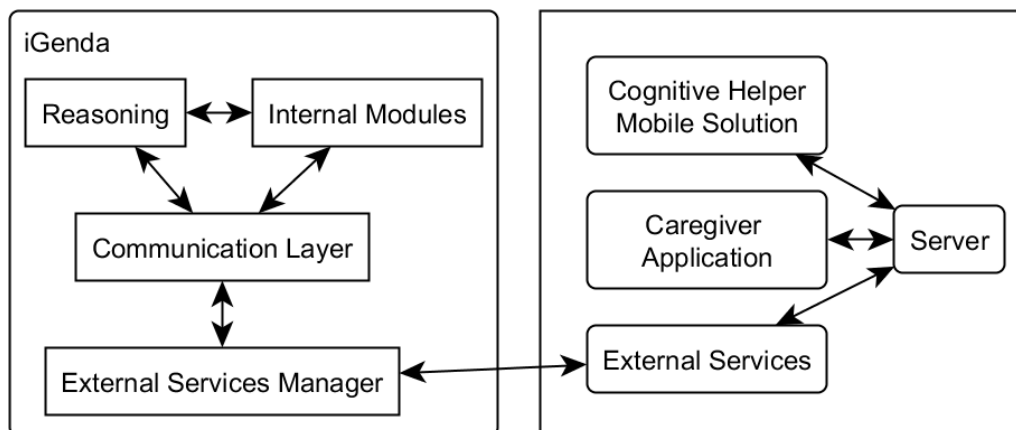 iGenda
Reasoning
Internal Modules
Communication Layer
External Services Manager
Cognitive Helper
Mobile Solution
Caregiver
Application
Server
External Services